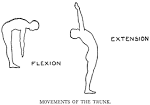 EXTENSION
FLEXION
MOVEMENTS OF THE TRUNK.